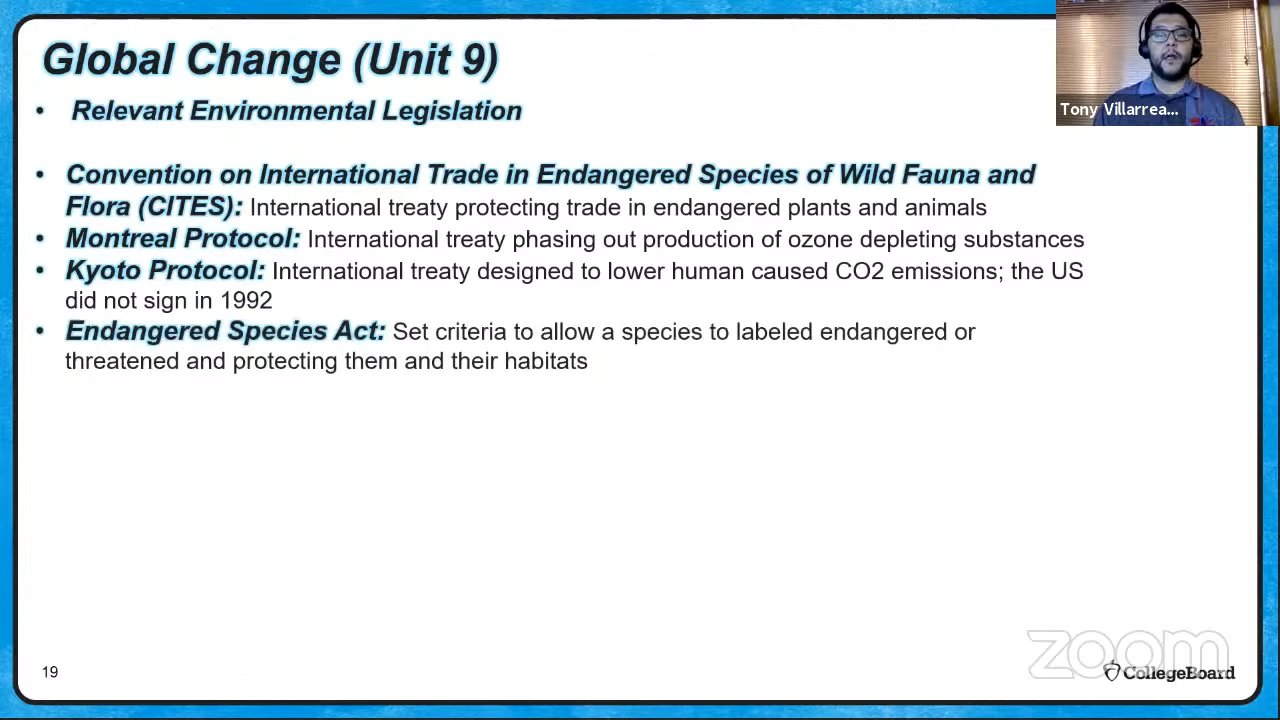 Global Change (Unit 9)
• Relevant Environmental Legislation
• Convention on International Trade in Endangered Species of Wild Fauna and
Flora (CITES): International treaty protecting trade in endangered plants and animals
• Montreal Protocol: International treaty phasing out production of ozone depleting substances
• Kyoto Protocol: International treaty designed to lower human caused CO2 emissions; the US
did not sign in 1992
• Endangered Species Act: Set criteria to allow a species to labeled endangered or
threatened and protecting them and their habitats
Tony Villarrea...
19
zoom
CollegeBoard